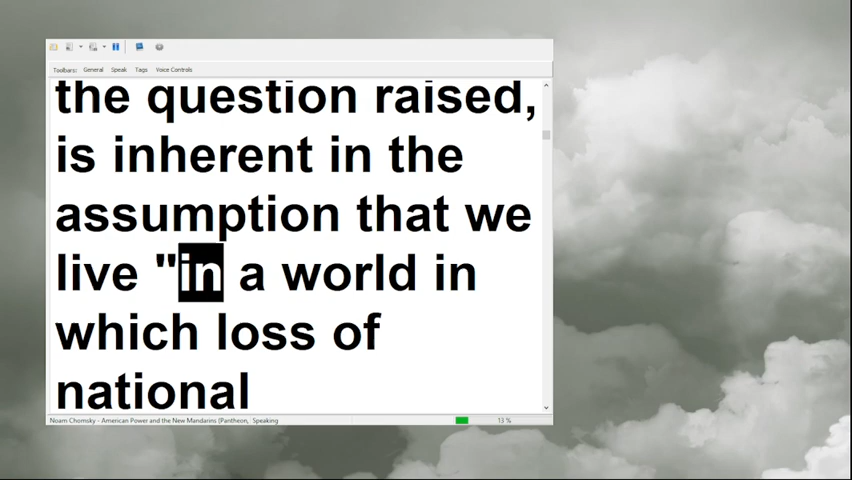 Toolbars: General Speak Tags Voice Controls
the question raised,
is inherent in the
assumption that we
live "in a world in
which loss of
national
Noam Chomsky - American Power and the New Mandarins (Pantheon, Speaking 13 %